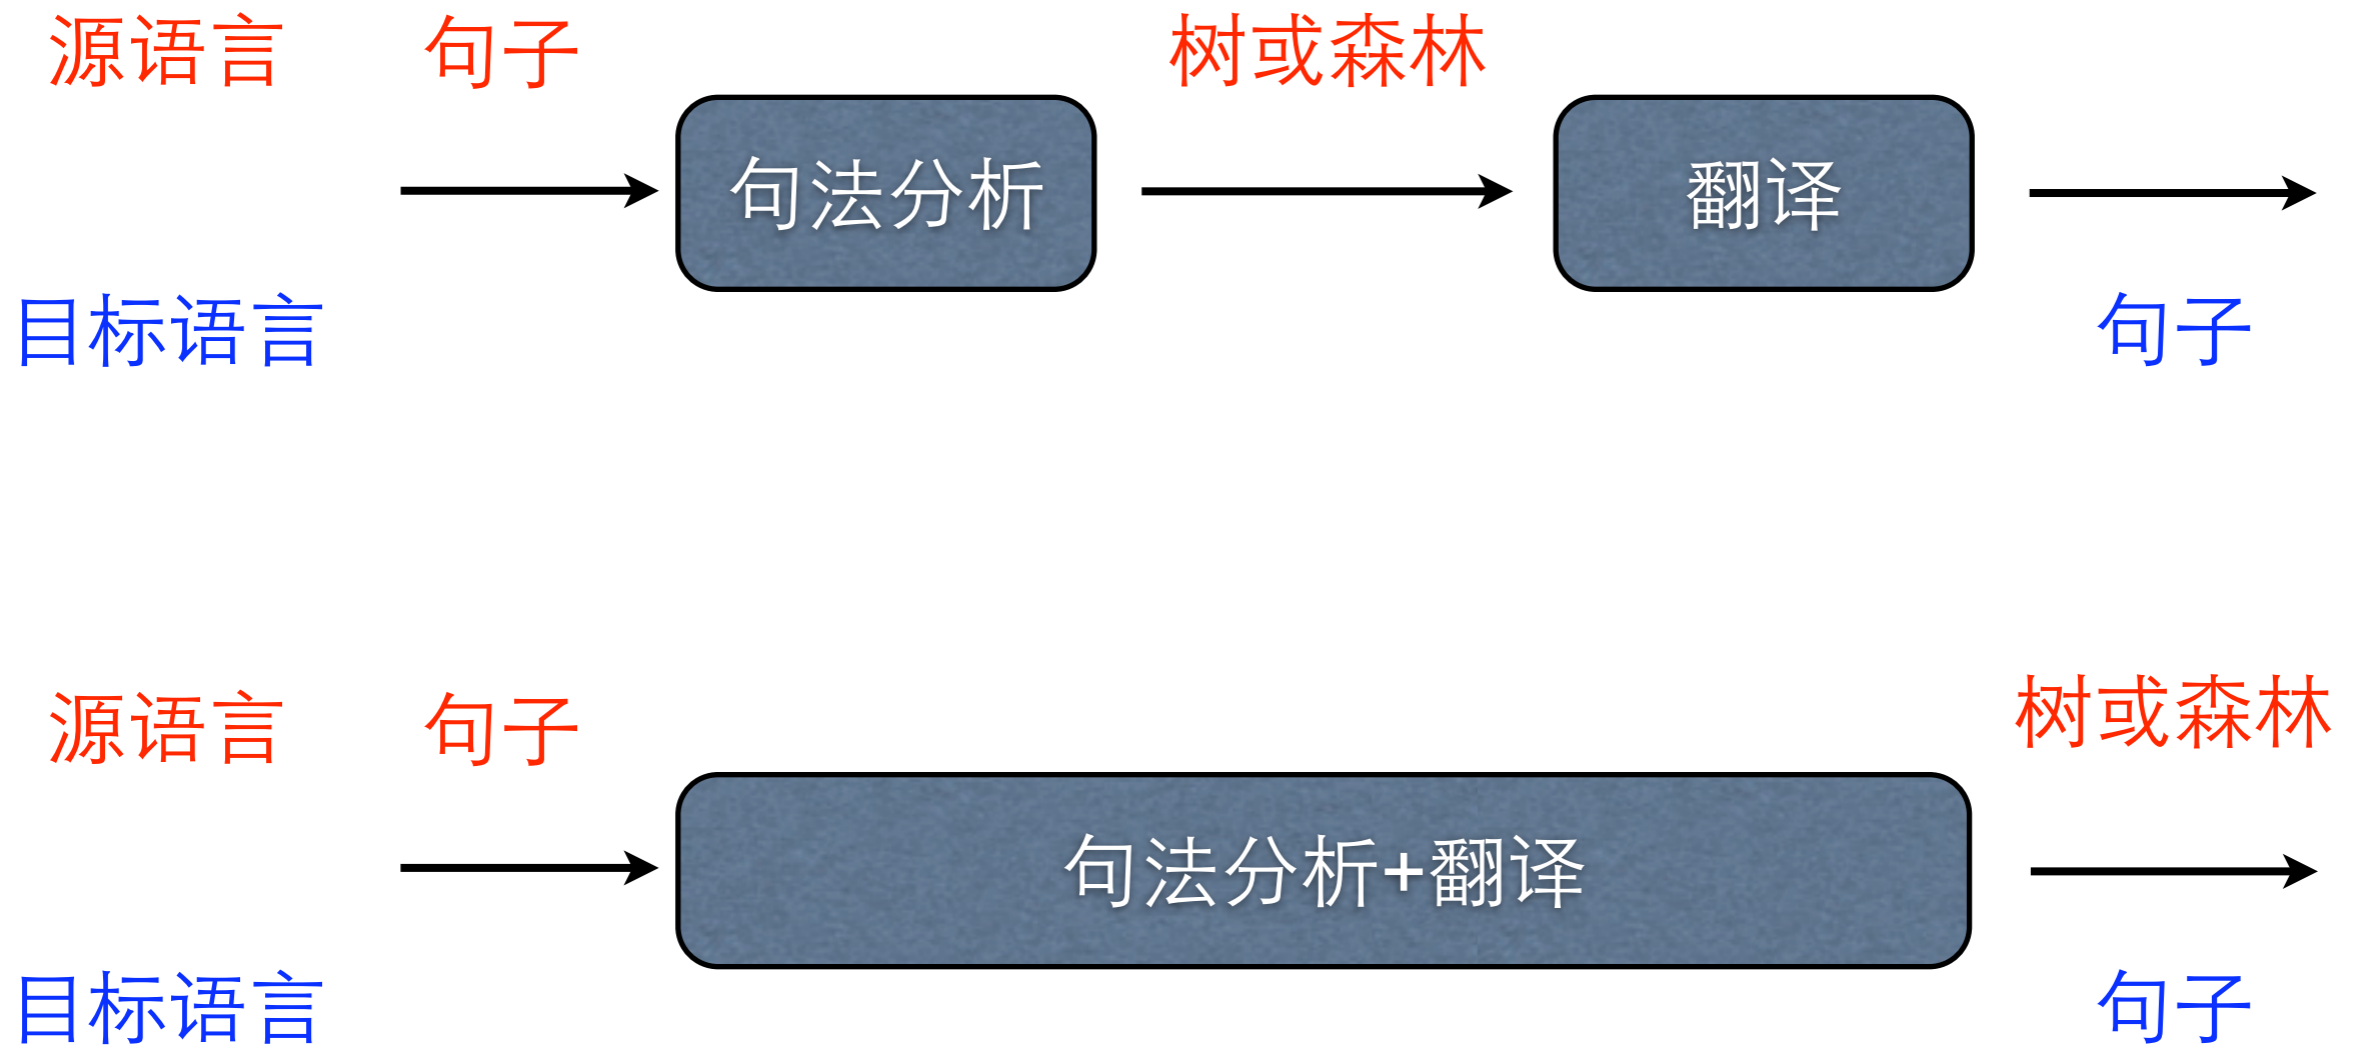 源语言 句子 树或森林
句法分析 翻译
目标语言 句子
源语言 句子 树或森林
句法分析+翻译
目标语言 句子